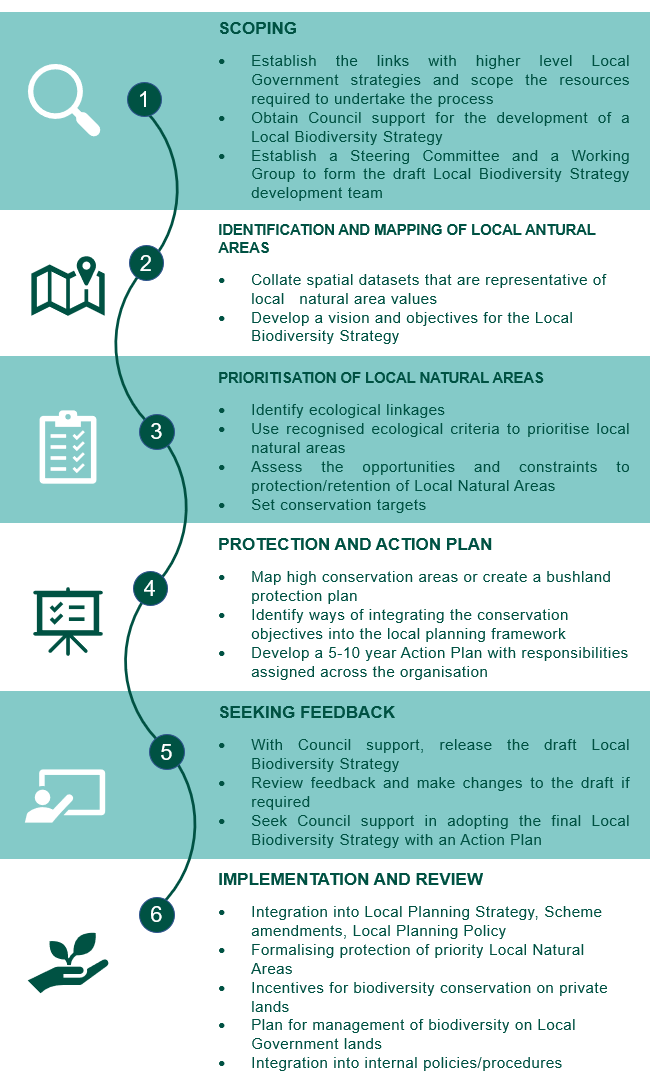 SCOPING
1
• Establish the links with higher level Local
Government strategies and scope the resources
required to undertake the process
• Obtain Council support for the development of a
Local Biodiversity Strategy
• Establish a Steering Committee and a Working
Group to form the draft Local Biodiversity Strategy
development team
IDENTIFICATION AND MAPPING OF LOCAL ANTURAL
AREAS
2
• Collate spatial datasets that are representative of
local natural area values
• Develop a vision and objectives for the Local
Biodiversity Strategy
PRIORITISATION OF LOCAL NATURAL AREAS
3
• Identify ecological linkages
• Use recognised ecological criteria to prioritise local
natural areas
• Assess the opportunities and constraints to
protection/retention of Local Natural Areas
• Set conservation targets
PROTECTION AND ACTION PLAN
4
• Map high conservation areas or create a bushland
protection plan
• Identify ways of integrating the conservation
objectives into the local planning framework
• Develop a 5-10 year Action Plan with responsibilities
assigned across the organisation
SEEKING FEEDBACK
5
• With Council support, release the draft Local
Biodiversity Strategy
• Review feedback and make changes to the draft if
required
• Seek Council support in adopting the final Local
Biodiversity Strategy with an Action Plan
IMPLEMENTATION AND REVIEW
6
• Integration into Local Planning Strategy, Scheme
amendments, Local Planning Policy
• Formalising protection of priority Local Natural
Areas
• Incentives for biodiversity conservation on private
lands
• Plan for management of biodiversity on Local
Government lands
• Integration into internal policies/procedures